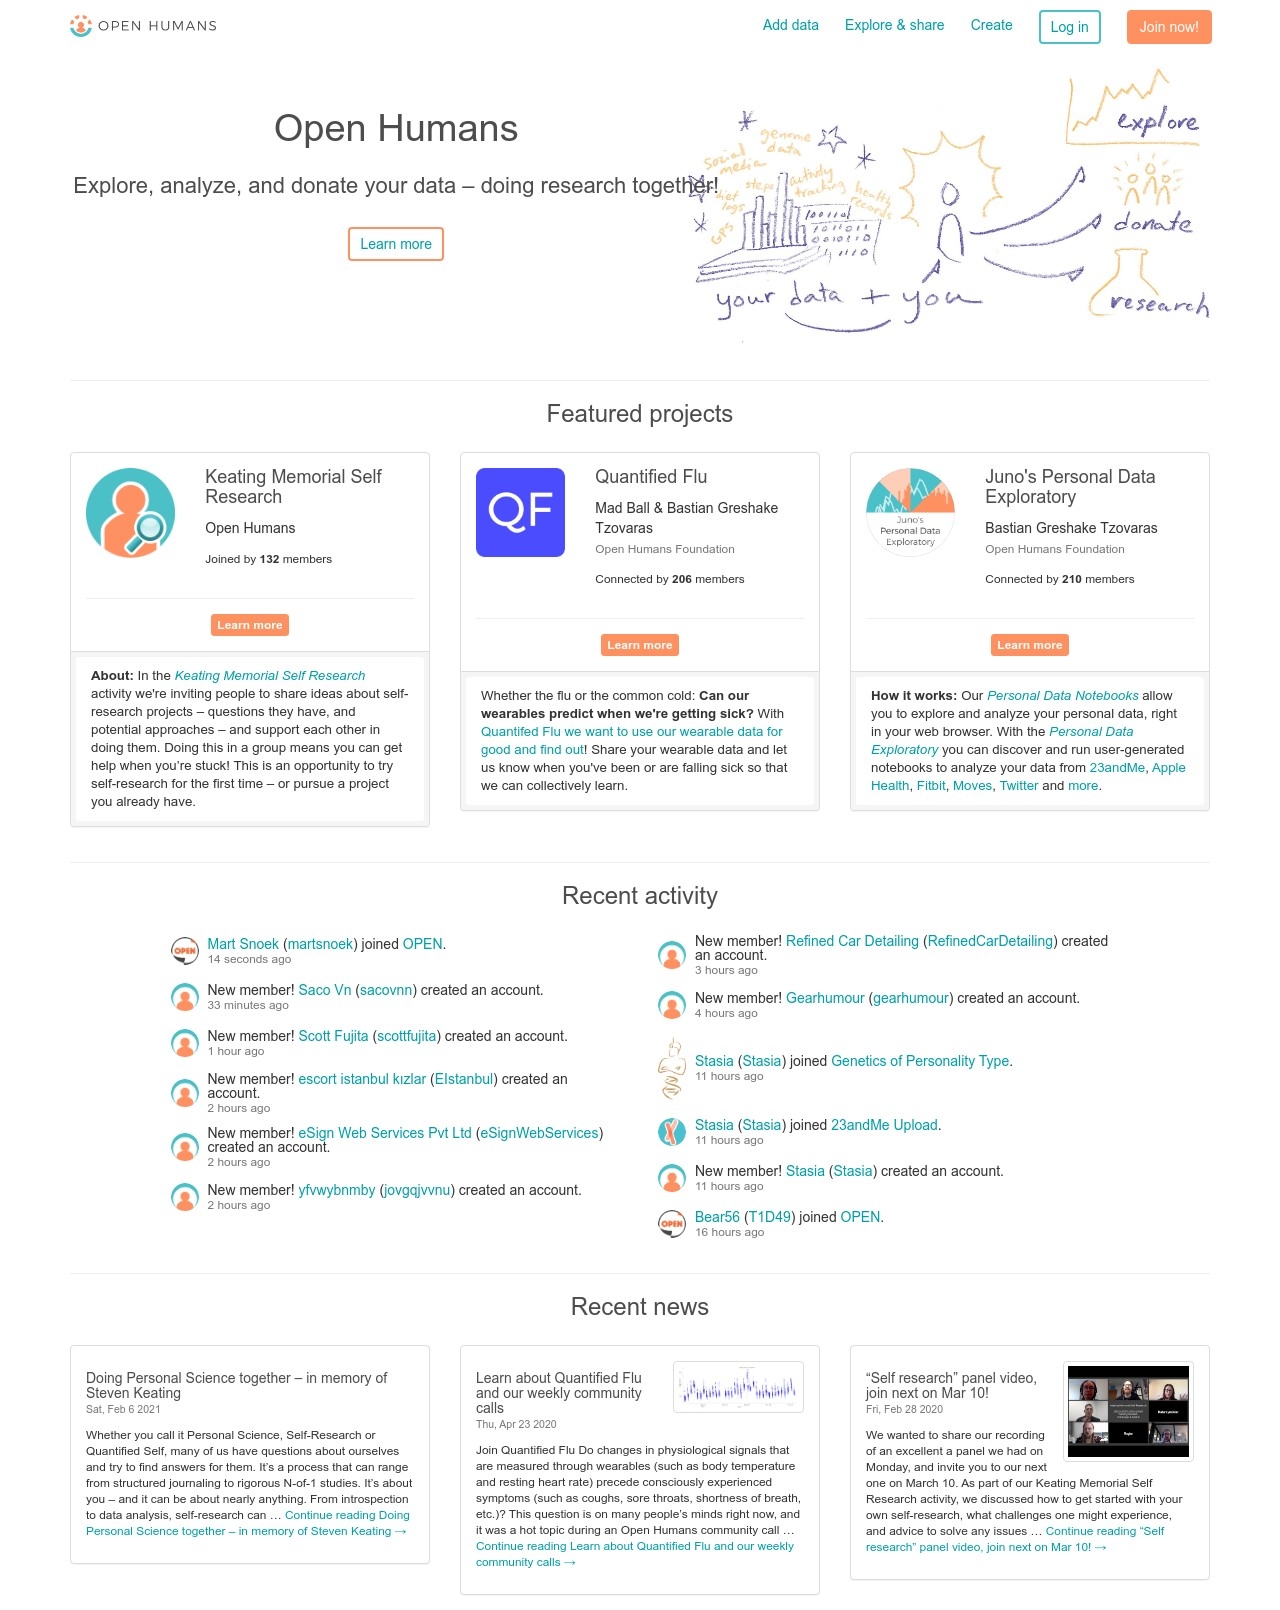 OPEN HUMANS
Add data
Explore & share
Create
Log in
Join now!
Open Humans
Explore, analyze, and donate your data – doing research together!
Learn more
social media
genome data
diet logs
steps
activity tracking
health records
GPS
your data + you
explore
donate
research
Featured projects
Keating Memorial Self
Research
Open Humans
Joined by 132 members
Learn more
About: In the Keating Memorial Self Research
activity we're inviting people to share ideas about self-
research projects – questions they have, and
potential approaches – and support each other in
doing them. Doing this in a group means you can get
help when you're stuck! This is an opportunity to try
self-research for the first time – or pursue a project
you already have.
QF
Quantified Flu
Mad Ball & Bastian Greshake
Tzovaras
Open Humans Foundation
Connected by 206 members
Learn more
Whether the flu or the common cold: Can our
wearables predict when we're getting sick? With
Quantifed Flu we want to use our wearable data for
good and find out! Share your wearable data and let
us know when you've been or are falling sick so that
we can collectively learn.
Juno's
Personal Data
Exploratory
Juno's Personal Data
Exploratory
Bastian Greshake Tzovaras
Open Humans Foundation
Connected by 210 members
Learn more
How it works: Our Personal Data Notebooks allow
you to explore and analyze your personal data, right
in your web browser. With the Personal Data
Exploratory you can discover and run user-generated
notebooks to analyze your data from 23andMe, Apple
Health, Fitbit, Moves, Twitter and more.
Recent activity
OPEN
Mart Snoek (martsnoek) joined OPEN.
14 seconds ago
New member! Saco Vn (sacovnn) created an account.
33 minutes ago
New member! Scott Fujita (scottfujita) created an account.
1 hour ago
New member! escort istanbul kızlar (EIstanbul) created an
account.
2 hours ago
New member! eSign Web Services Pvt Ltd (eSignWebServices)
created an account.
2 hours ago
New member! yfvwybnmby (jovgqjvvnu) created an account.
2 hours ago
New member! Refined Car Detailing (RefinedCarDetailing) created
an account.
3 hours ago
New member! Gearhumour (gearhumour) created an account.
4 hours ago
Stasia (Stasia) joined Genetics of Personality Type.
11 hours ago
Stasia (Stasia) joined 23andMe Upload.
11 hours ago
New member! Stasia (Stasia) created an account.
11 hours ago
OPEN
Bear56 (T1D49) joined OPEN.
16 hours ago
Recent news
Doing Personal Science together – in memory of
Steven Keating
Sat, Feb 6 2021
Whether you call it Personal Science, Self-Research or
Quantified Self, many of us have questions about ourselves
and try to find answers for them. It's a process that can range
from structured journaling to rigorous N-of-1 studies. It's about
you – and it can be about nearly anything. From introspection
to data analysis, self-research can … Continue reading Doing
Personal Science together – in memory of Steven Keating →
Learn about Quantified Flu
and our weekly community
calls
Thu, Apr 23 2020
Join Quantified Flu Do changes in physiological signals that
are measured through wearables (such as body temperature
and resting heart rate) precede consciously experienced
symptoms (such as coughs, sore throats, shortness of breath,
etc.)? This question is on many people's minds right now, and
it was a hot topic during an Open Humans community call …
Continue reading Learn about Quantified Flu and our weekly
community calls →
“Self research” panel video,
join next on Mar 10!
Fri, Feb 28 2020
We wanted to share our recording
of an excellent a panel we had on
Monday, and invite you to our next
one on March 10. As part of our Keating Memorial Self
Research activity, we discussed how to get started with your
own self-research, what challenges one might experience,
and advice to solve any issues … Continue reading “Self
research” panel video, join next on Mar 10! →